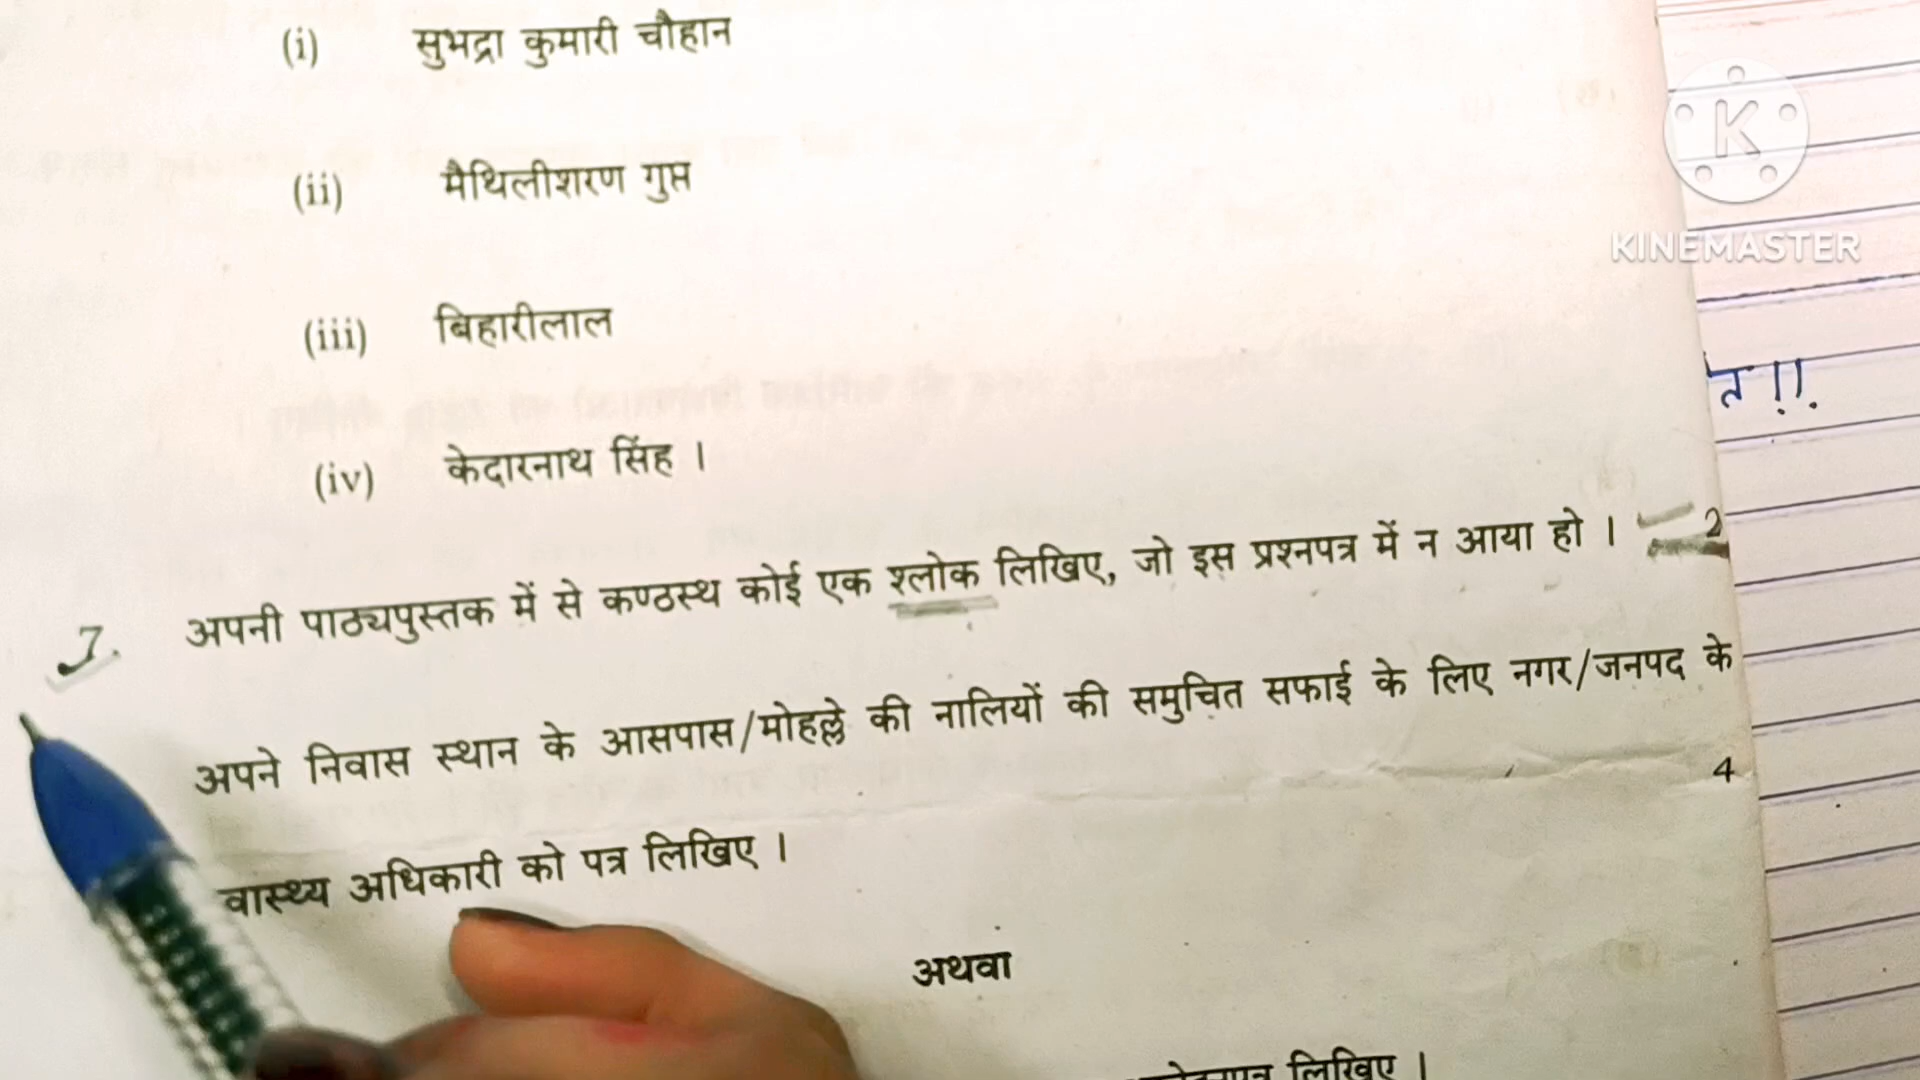 (i) सुभद्रा कुमारी चौहान
K
KINEMASTER
(ii) मैथिलीशरण गुप्त
(iii) बिहारीलाल
त !!.
(iv) केदारनाथ सिंह ।
7. अपनी पाठ्यपुस्तक में से कण्ठस्थ कोई एक श्लोक लिखिए, जो इस प्रश्नपत्र में न आया हो । 2
अपने निवास स्थान के आसपास/मोहल्ले की नालियों की समुचित सफाई के लिए नगर/जनपद के
4
वास्थ्य अधिकारी को पत्र लिखिए ।
अथवा
लिखिए ।